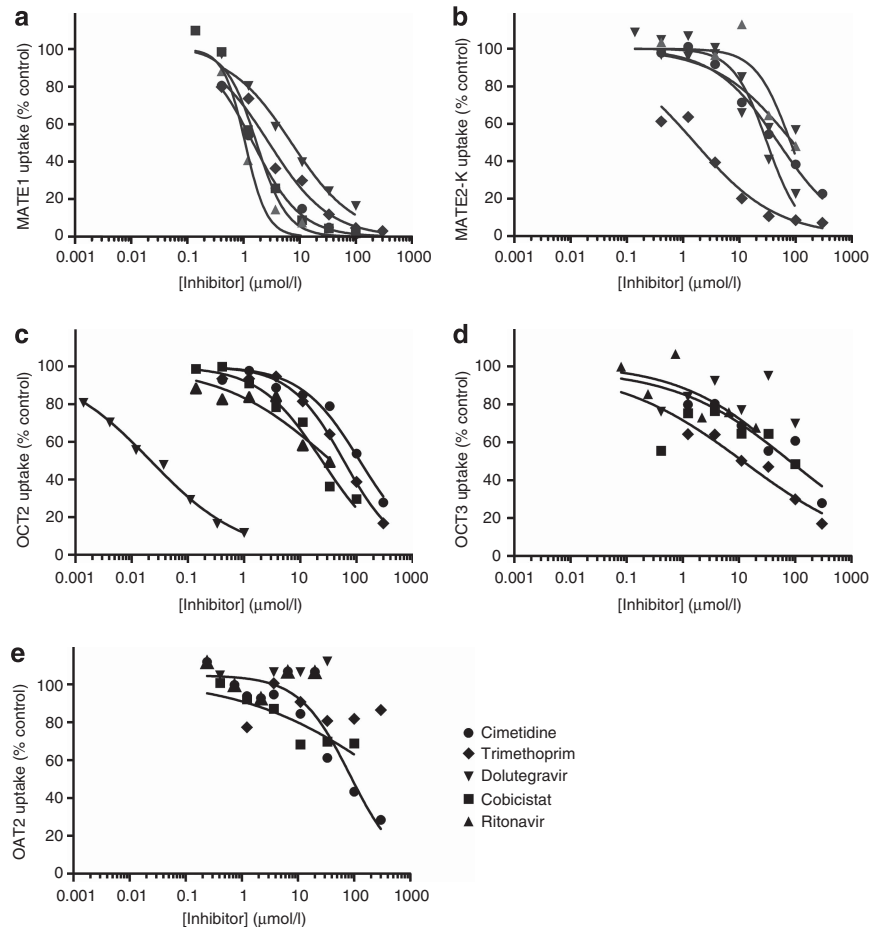 a
MATE1 uptake (% control)
100
80
60
40
20
0
0.001 0.01 0.1 1 10 100 1000
[Inhibitor] (μmol/l)
b
MATE2-K uptake (% control)
100
80
60
40
20
0
0.001 0.01 0.1 1 10 100 1000
[Inhibitor] (μmol/l)
c
OCT2 uptake (% control)
100
80
60
40
20
0
0.001 0.01 0.1 1 10 100 1000
[Inhibitor] (μmol/l)
d
OCT3 uptake (% control)
100
80
60
40
20
0
0.001 0.01 0.1 1 10 100 1000
[Inhibitor] (μmol/l)
e
OAT2 uptake (% control)
100
80
60
40
20
0
0.001 0.01 0.1 1 10 100 1000
[Inhibitor] (μmol/l)
Cimetidine
Trimethoprim
Dolutegravir
Cobicistat
Ritonavir